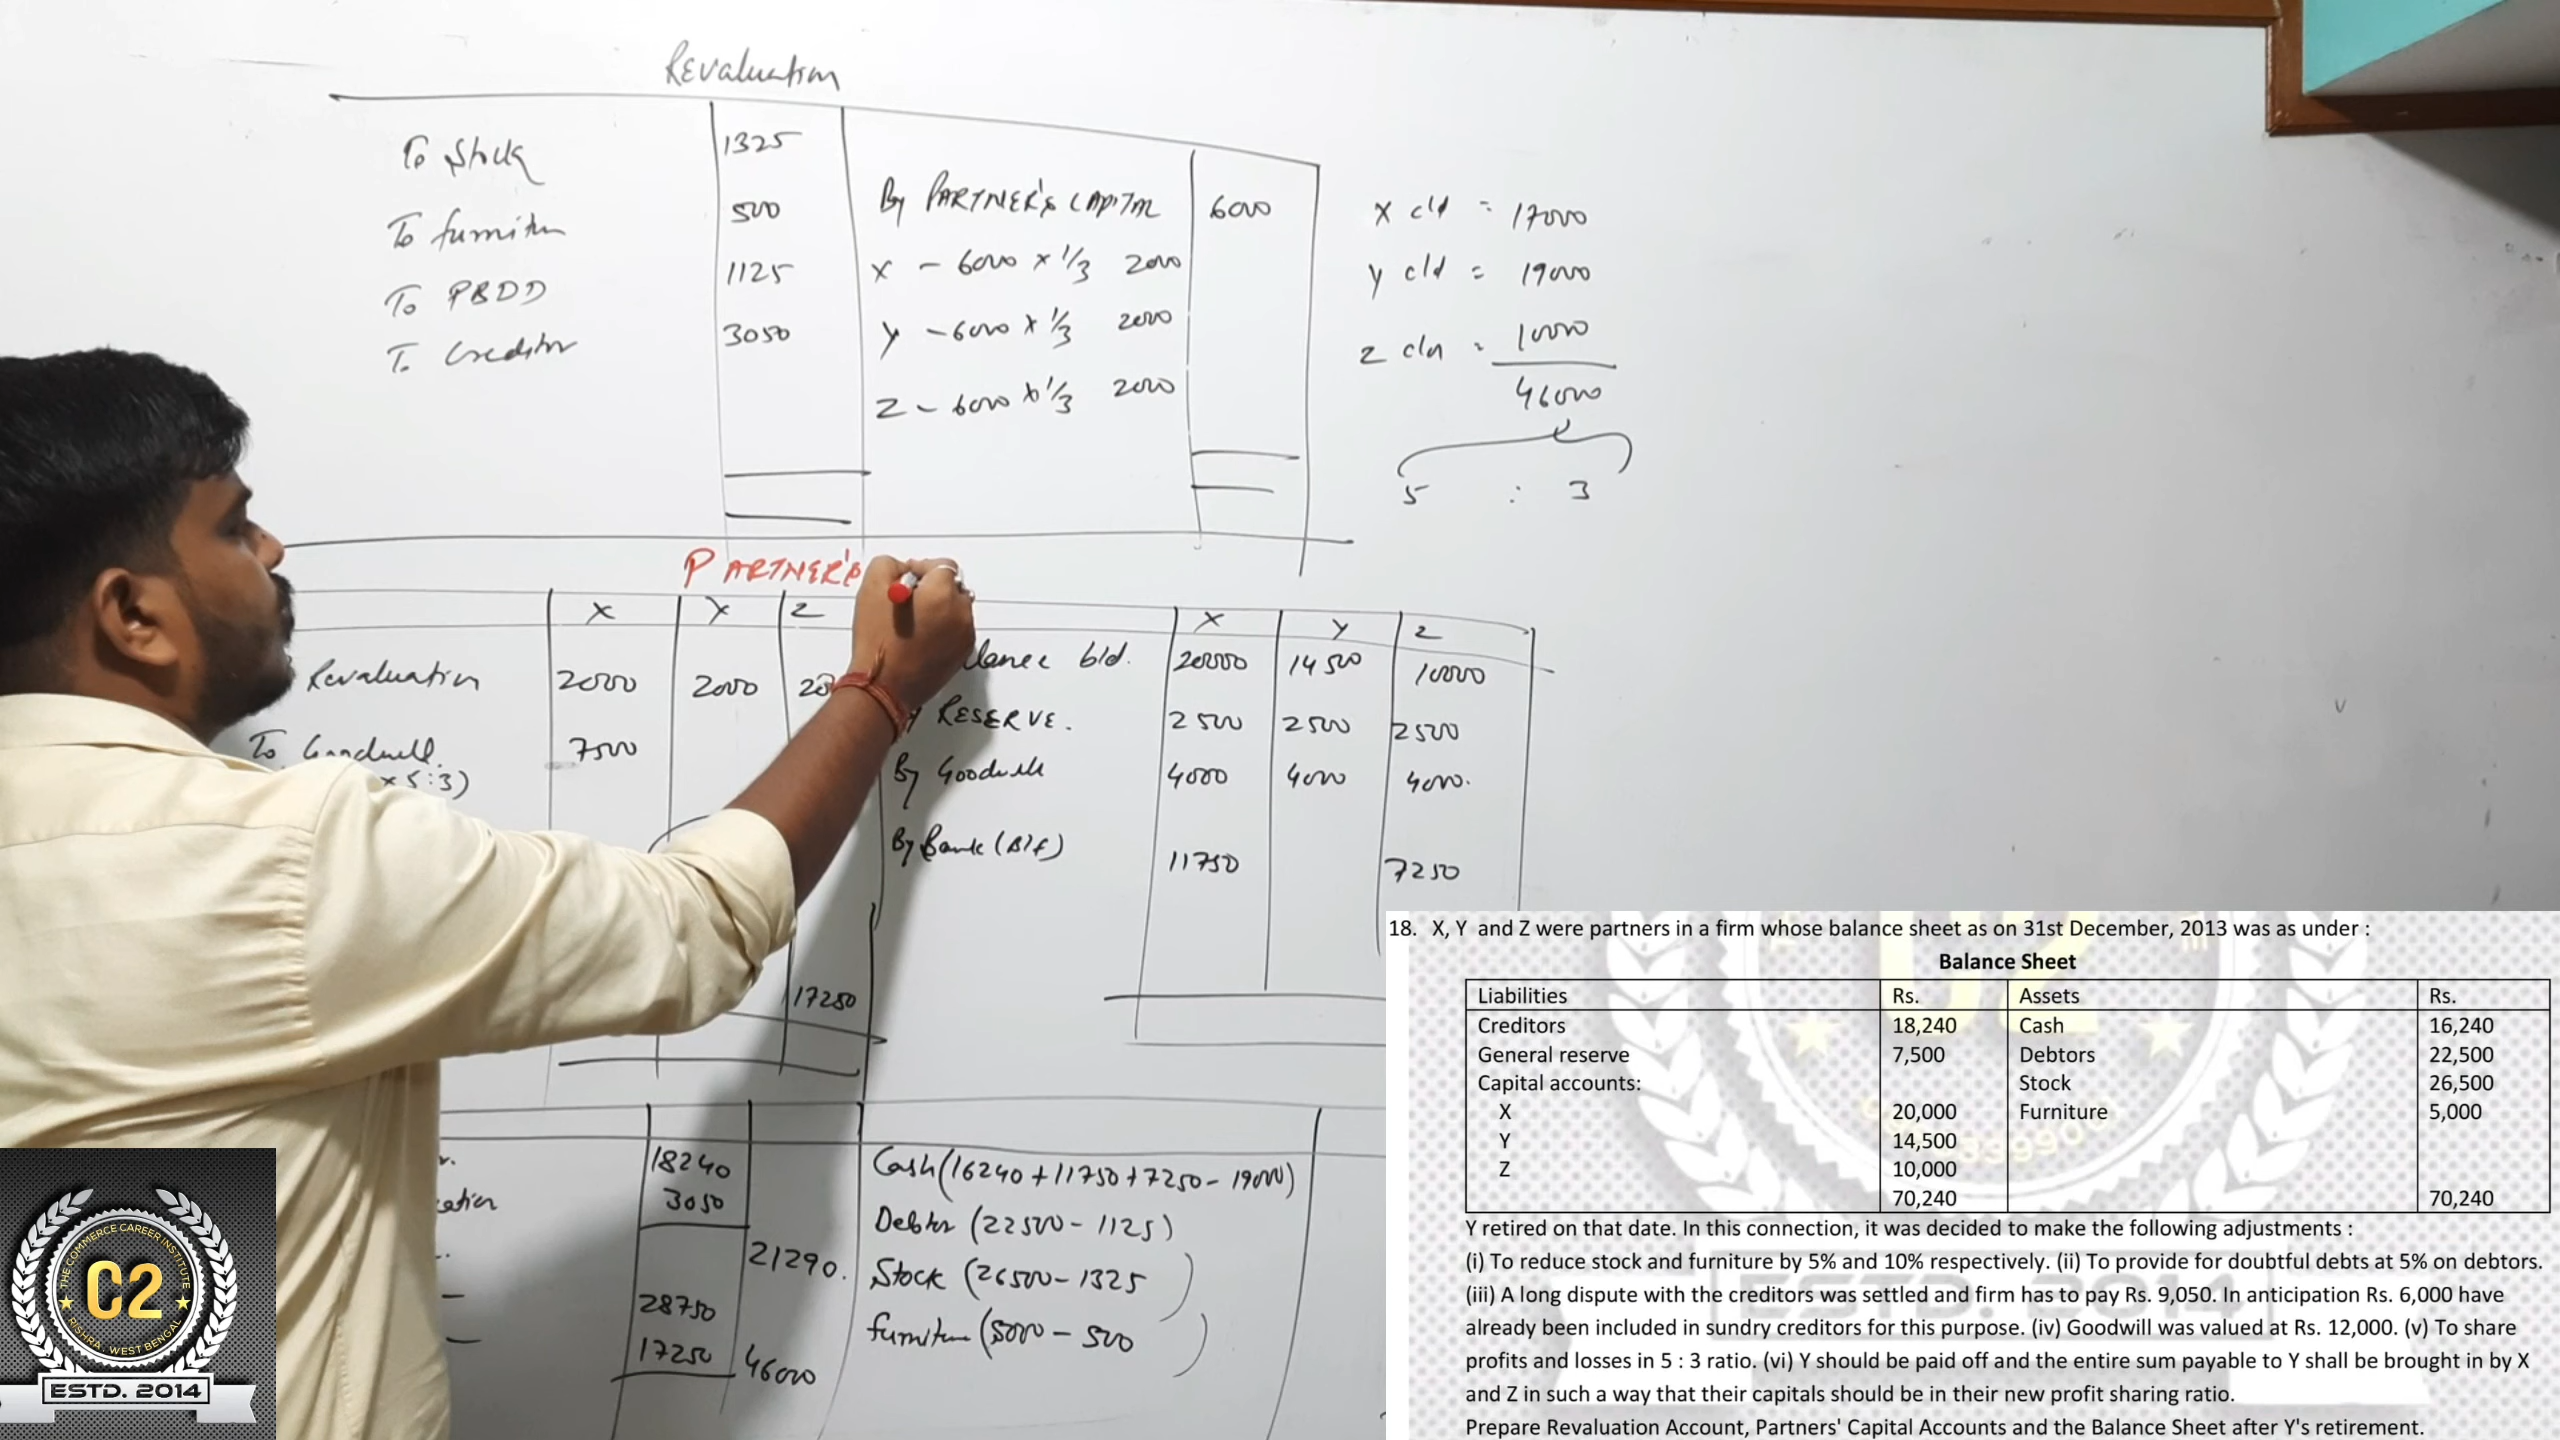 Revaluation
To Stock 1325
To furniture 500
To PBDD 1125
To Creditor 3050
By PARTNER'S CAPITAL 6000
X - 6000 x 1/3 2000
Y - 6000 x 1/3 2000
Z - 6000 x 1/3 2000
X c/d = 17000
Y c/d = 19000
Z c/d = 10000
46000
5 : 3
PARTNER'S
X Y Z X Y Z
Revaluation 2000 2000 20
To Goodwill 7500
x 5:3)
17250
lance b/d. 20000 14500 10000
RESERVE. 2500 2500 2500
By Goodwill 4000 4000 4000.
By Bank (B/f) 11750 7250
18240
3050
21290.
28750
17250 46000
Cash (16240 + 11750 + 7250 - 19000)
Debtor (22500 - 1125)
Stock (26500 - 1325)
furniture (5000 - 500)
18. X, Y and Z were partners in a firm whose balance sheet as on 31st December, 2013 was as under :
Balance Sheet
Liabilities Rs. Assets Rs.
Creditors 18,240 Cash 16,240
General reserve 7,500 Debtors 22,500
Capital accounts: Stock 26,500
X 20,000 Furniture 5,000
Y 14,500
Z 10,000
70,240 70,240
Y retired on that date. In this connection, it was decided to make the following adjustments :
(i) To reduce stock and furniture by 5% and 10% respectively. (ii) To provide for doubtful debts at 5% on debtors.
(iii) A long dispute with the creditors was settled and firm has to pay Rs. 9,050. In anticipation Rs. 6,000 have
already been included in sundry creditors for this purpose. (iv) Goodwill was valued at Rs. 12,000. (v) To share
profits and losses in 5 : 3 ratio. (vi) Y should be paid off and the entire sum payable to Y shall be brought in by X
and Z in such a way that their capitals should be in their new profit sharing ratio.
Prepare Revaluation Account, Partners' Capital Accounts and the Balance Sheet after Y's retirement.
THE COMMERCE CAREER INSTITUTE
C2
RISHRA, WEST BENGAL
ESTD. 2014